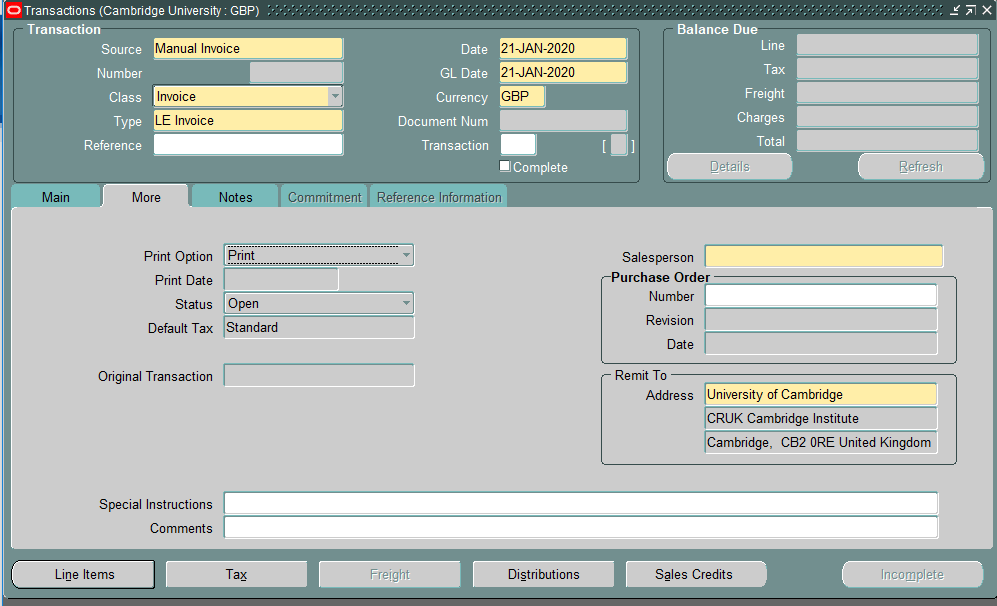 Transactions (Cambridge University : GBP)
Transaction
Source Manual Invoice
Number
Class Invoice
Type LE Invoice
Reference
Date 21-JAN-2020
GL Date 21-JAN-2020
Currency GBP
Document Num
Transaction [ ]
Complete
Balance Due
Line
Tax
Freight
Charges
Total
Details Refresh
Main More Notes Commitment Reference Information
Print Option Print
Print Date
Status Open
Default Tax Standard
Original Transaction
Salesperson
Purchase Order
Number
Revision
Date
Remit To
Address University of Cambridge
CRUK Cambridge Institute
Cambridge, CB2 0RE United Kingdom
Special Instructions
Comments
Line Items Tax Freight Distributions Sales Credits Incomplete